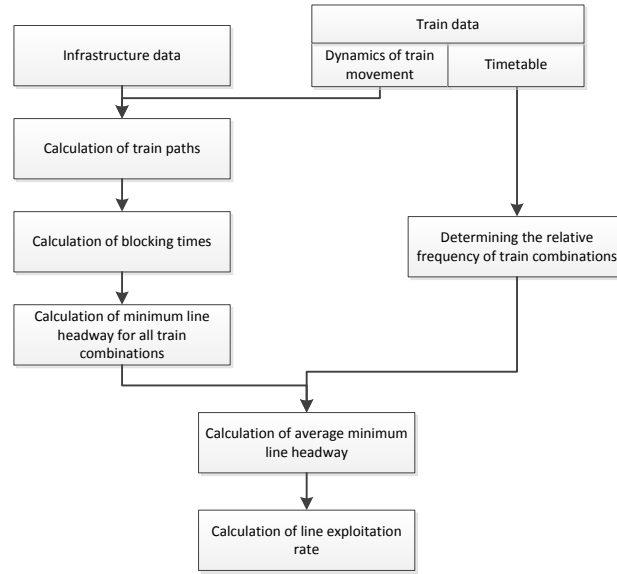 Train data
Infrastructure data
Dynamics of train
movement
Timetable
Calculation of train paths
Calculation of blocking times
Determining the relative
frequency of train combinations
Calculation of minimum line
headway for all train
combinations
Calculation of average minimum
line headway
Calculation of line exploitation
rate